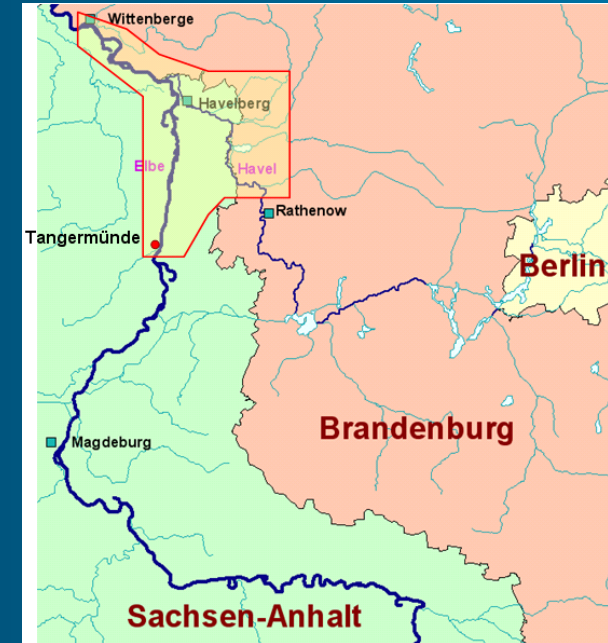 Wittenberge
Havelberg
Elbe
Havel
Rathenow
Tangermünde
Berlin
Brandenburg
Magdeburg
Sachsen-Anhalt